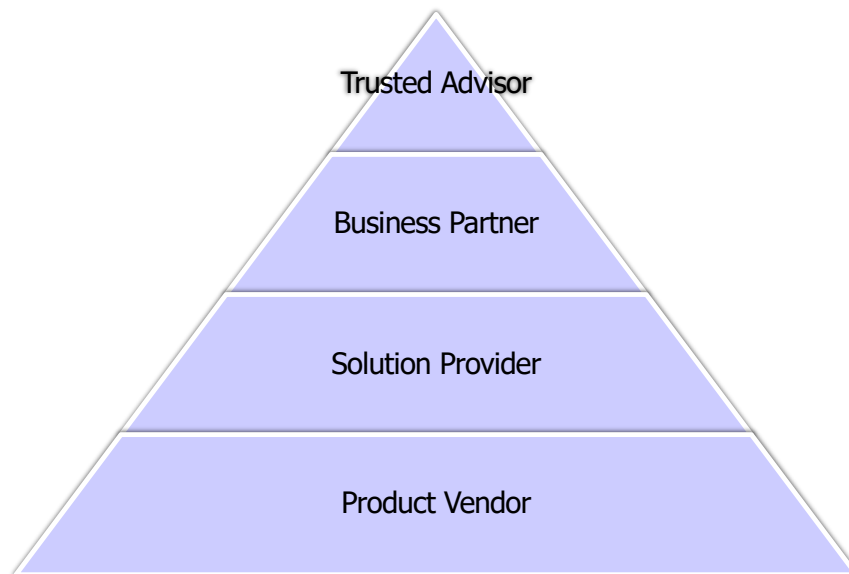 Trusted Advisor
Business Partner
Solution Provider
Product Vendor